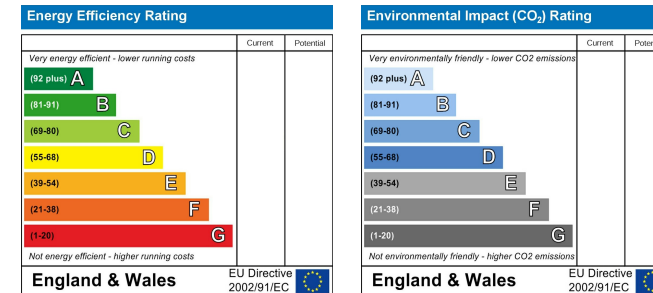 Energy Efficiency Rating
Current Potential
Very energy efficient - lower running costs
(92 plus) A
(81-91) B
(69-80) C
(55-68) D
(39-54) E
(21-38) F
(1-20) G
Not energy efficient - higher running costs
England & Wales
EU Directive
2002/91/EC
Environmental Impact (CO₂) Rating
Current Poten
Very environmentally friendly - lower CO2 emissions
(92 plus) A
(81-91) B
(69-80) C
(55-68) D
(39-54) E
(21-38) F
(1-20) G
Not environmentally friendly - higher CO2 emissions
England & Wales
EU Directive
2002/91/EC